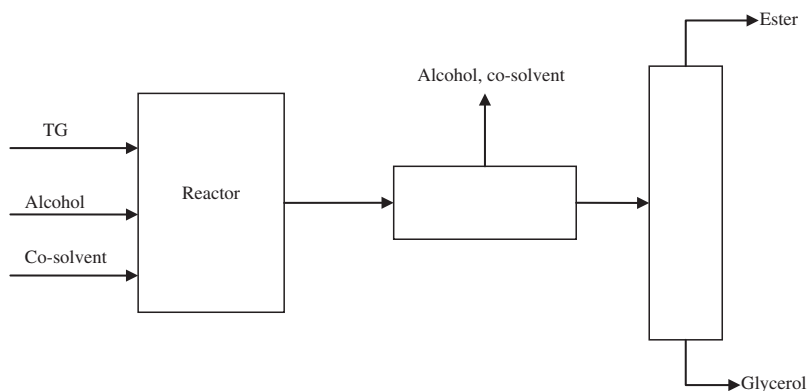 Ester
Alcohol, co-solvent
TG
Reactor
Alcohol
Co-solvent
Glycerol